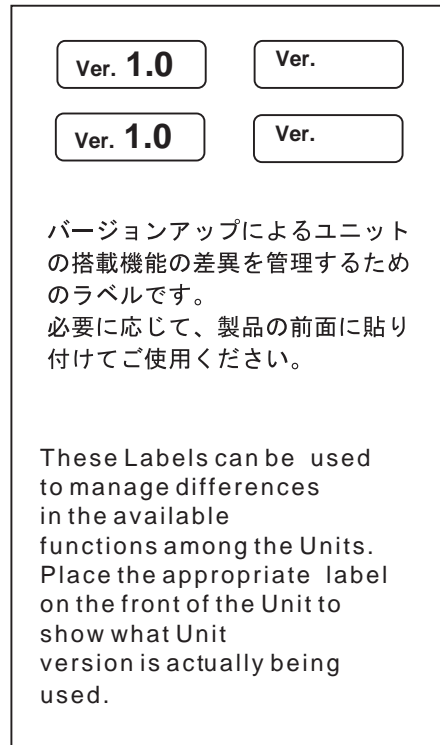 Ver. 1.0 Ver.
Ver. 1.0 Ver.
バージョンアップによるユニット
の搭載機能の差異を管理するため
のラベルです。
必要に応じて、製品の前面に貼り
付けてご使用ください。
These Labels can be used
to manage differences
in the available
functions among the Units.
Place the appropriate label
on the front of the Unit to
show what Unit
version is actually being
used.